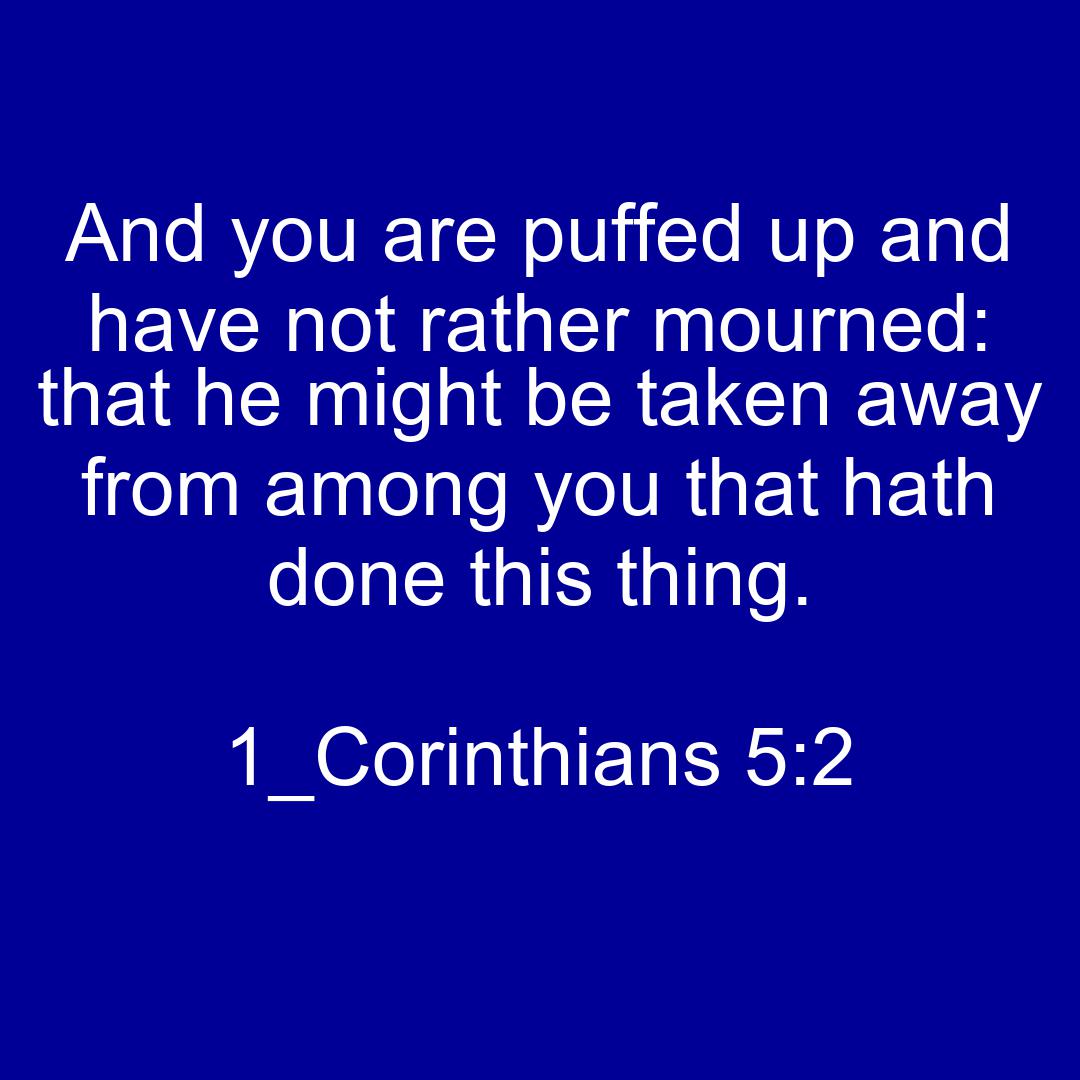 And you are puffed up and
have not rather mourned:
that he might be taken away
from among you that hath
done this thing.
1_Corinthians 5:2